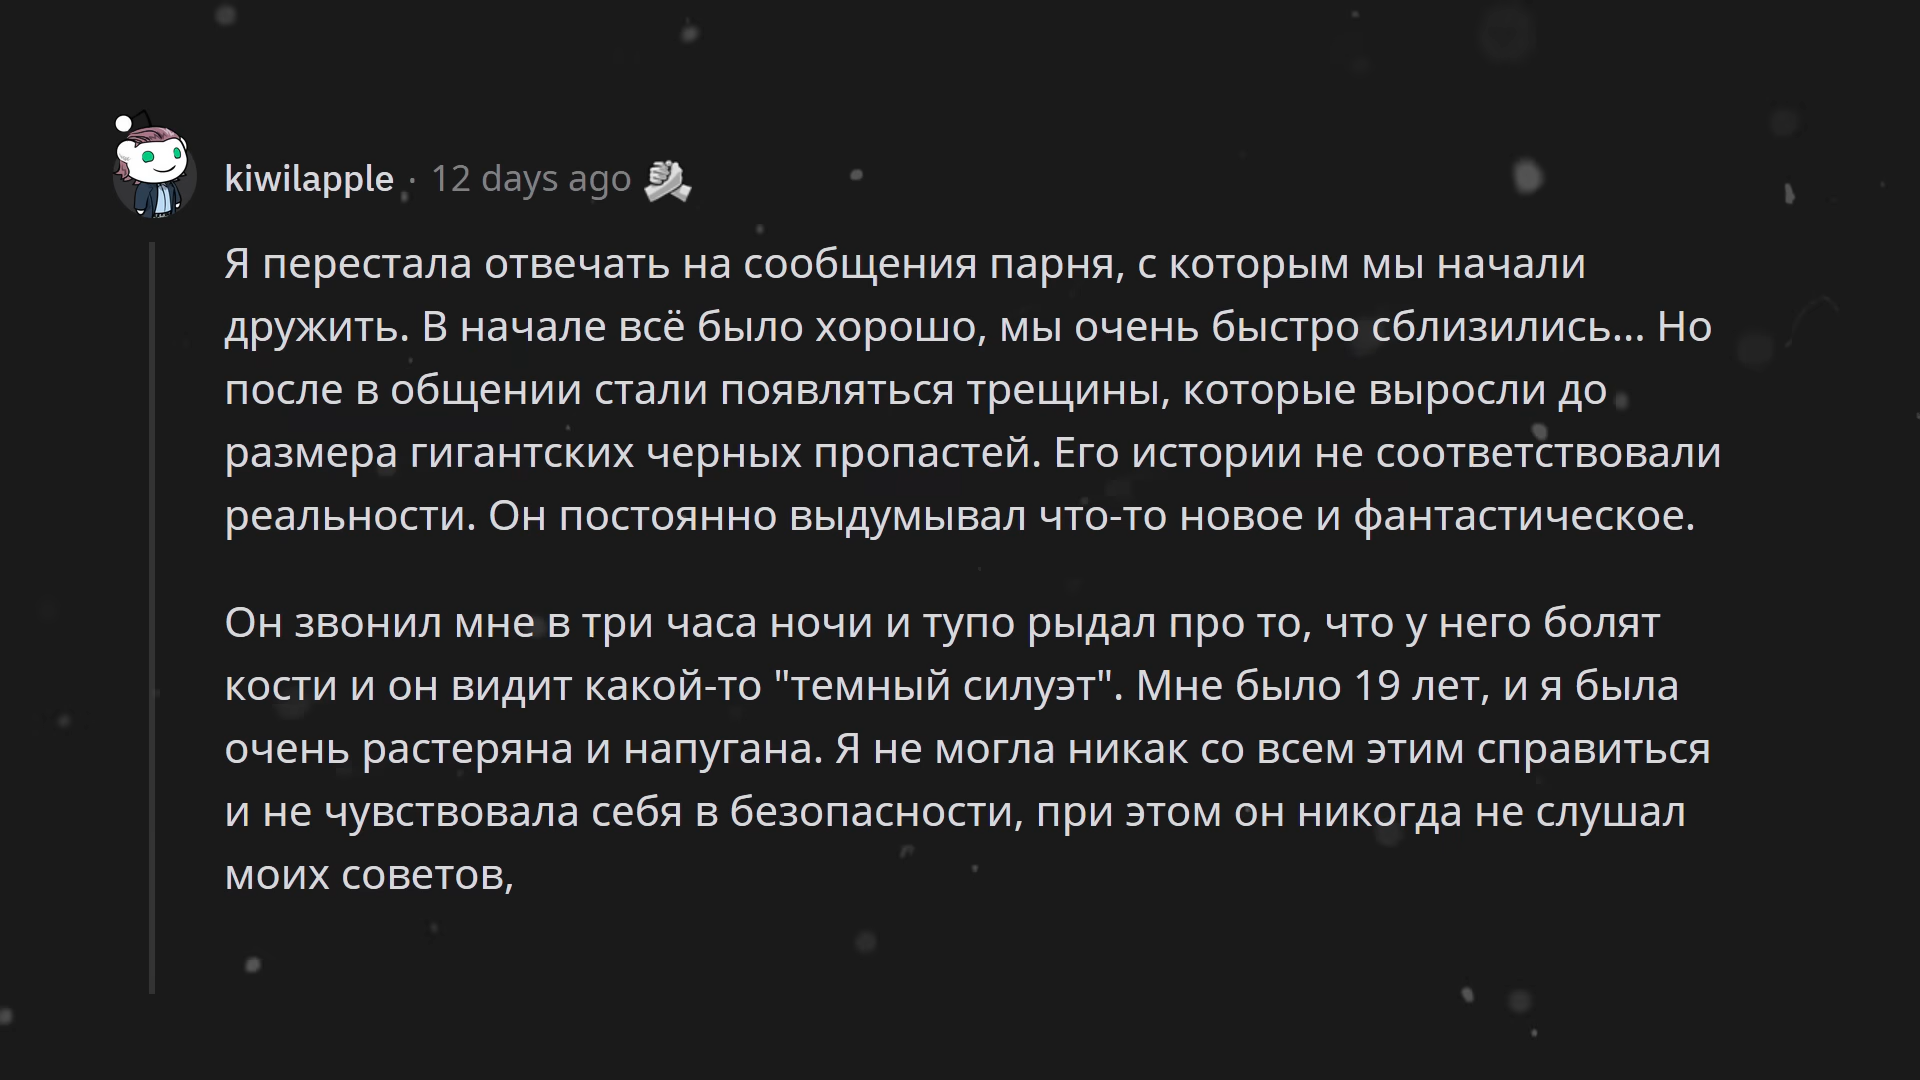 kiwilapple · 12 days ago
Я перестала отвечать на сообщения парня, с которым мы начали
дружить. В начале всё было хорошо, мы очень быстро сблизились... Но
после в общении стали появляться трещины, которые выросли до
размера гигантских черных пропастей. Его истории не соответствовали
реальности. Он постоянно выдумывал что-то новое и фантастическое.
Он звонил мне в три часа ночи и тупо рыдал про то, что у него болят
кости и он видит какой-то "темный силуэт". Мне было 19 лет, и я была
очень растеряна и напугана. Я не могла никак со всем этим справиться
и не чувствовала себя в безопасности, при этом он никогда не слушал
моих советов,